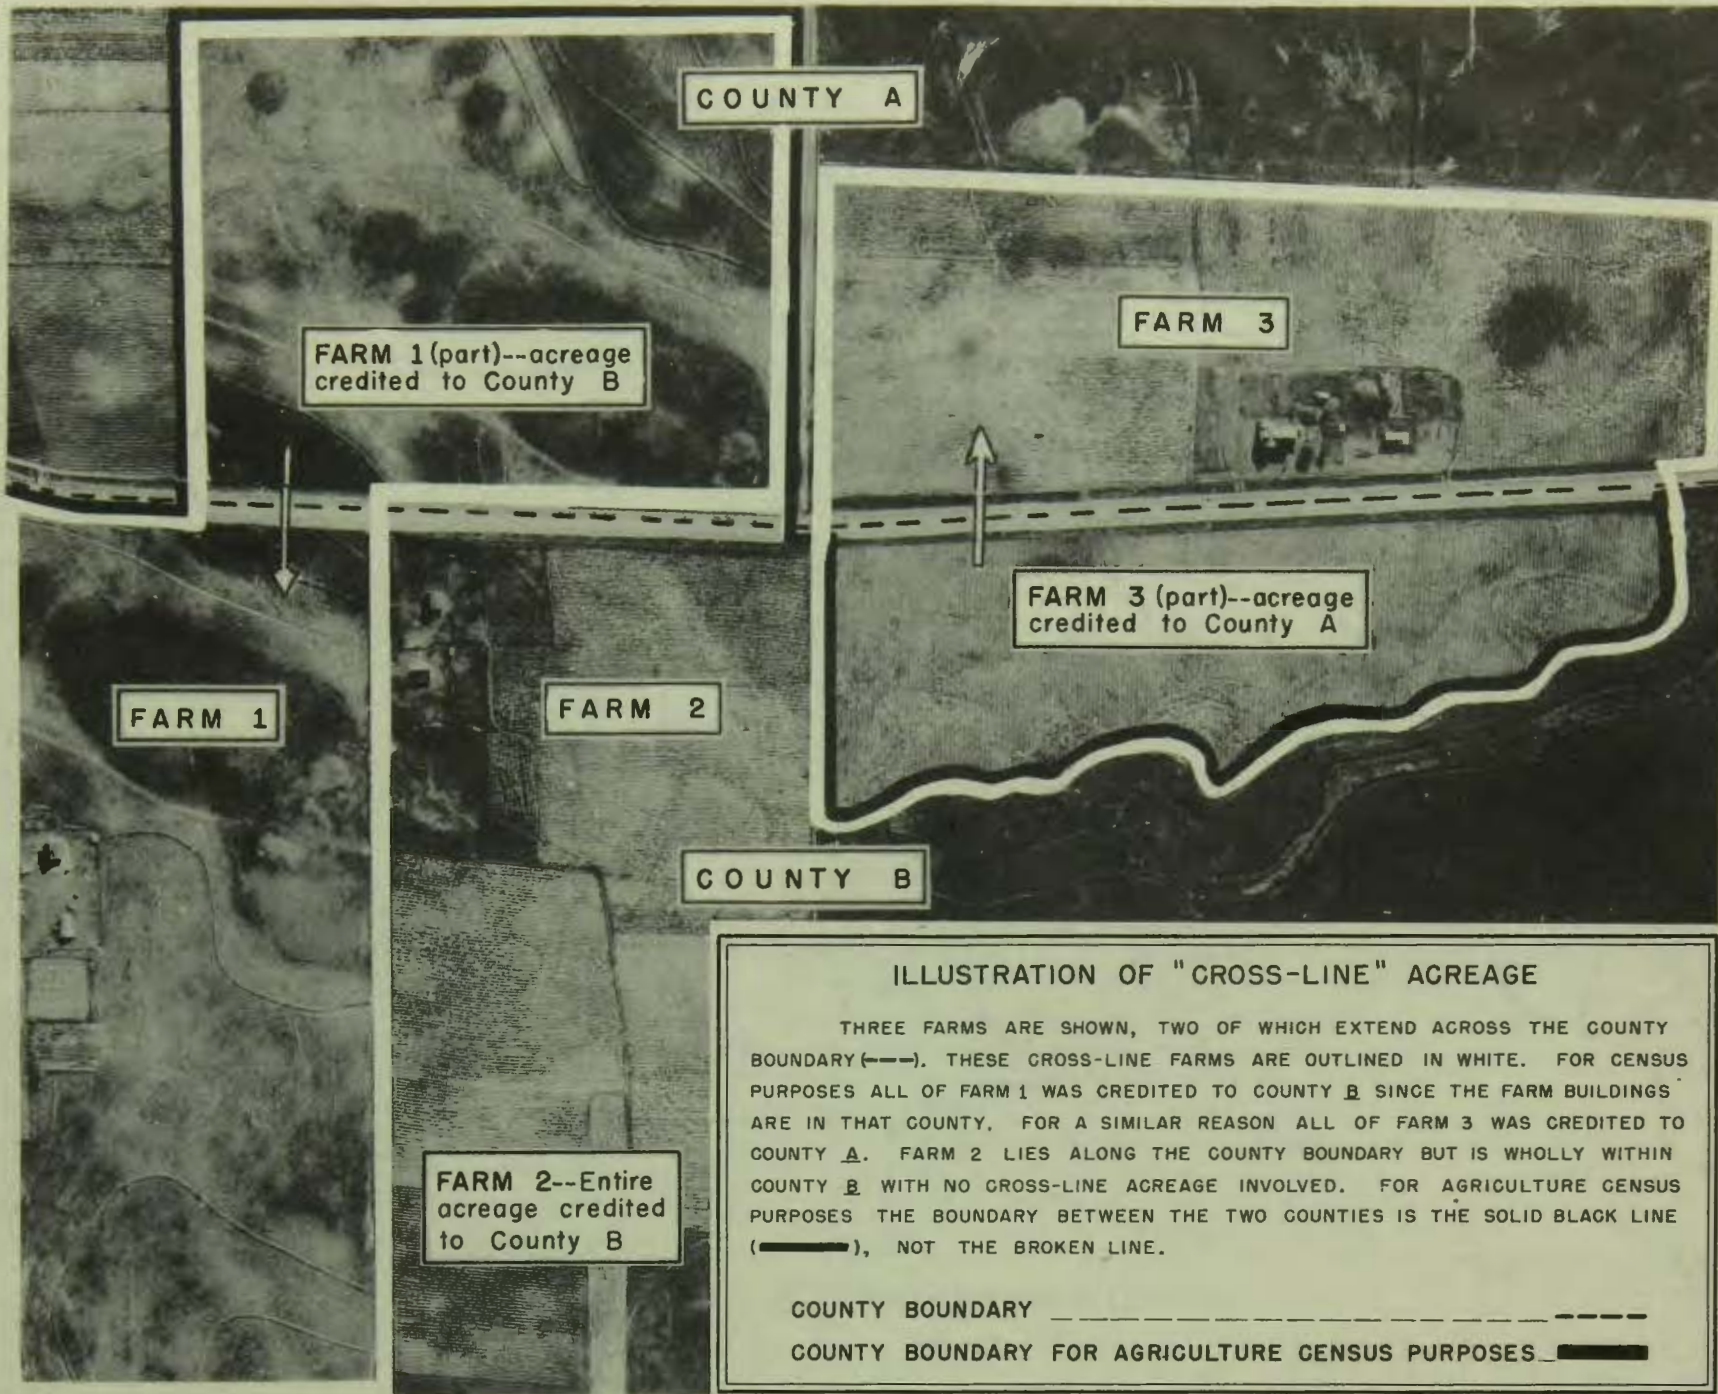 COUNTY A
FARM 1 (part)--acreage
credited to County B
FARM 3
FARM 3 (part)--acreage
credited to County A
FARM 1
FARM 2
COUNTY B
FARM 2--Entire
acreage credited
to County B
ILLUSTRATION OF "CROSS-LINE" ACREAGE
THREE FARMS ARE SHOWN, TWO OF WHICH EXTEND ACROSS THE COUNTY
BOUNDARY (---). THESE CROSS-LINE FARMS ARE OUTLINED IN WHITE. FOR CENSUS
PURPOSES ALL OF FARM 1 WAS CREDITED TO COUNTY B SINCE THE FARM BUILDINGS
ARE IN THAT COUNTY. FOR A SIMILAR REASON ALL OF FARM 3 WAS CREDITED TO
COUNTY A. FARM 2 LIES ALONG THE COUNTY BOUNDARY BUT IS WHOLLY WITHIN
COUNTY B WITH NO CROSS-LINE ACREAGE INVOLVED. FOR AGRICULTURE CENSUS
PURPOSES THE BOUNDARY BETWEEN THE TWO COUNTIES IS THE SOLID BLACK LINE
(▬), NOT THE BROKEN LINE.
COUNTY BOUNDARY
COUNTY BOUNDARY FOR AGRICULTURE CENSUS PURPOSES